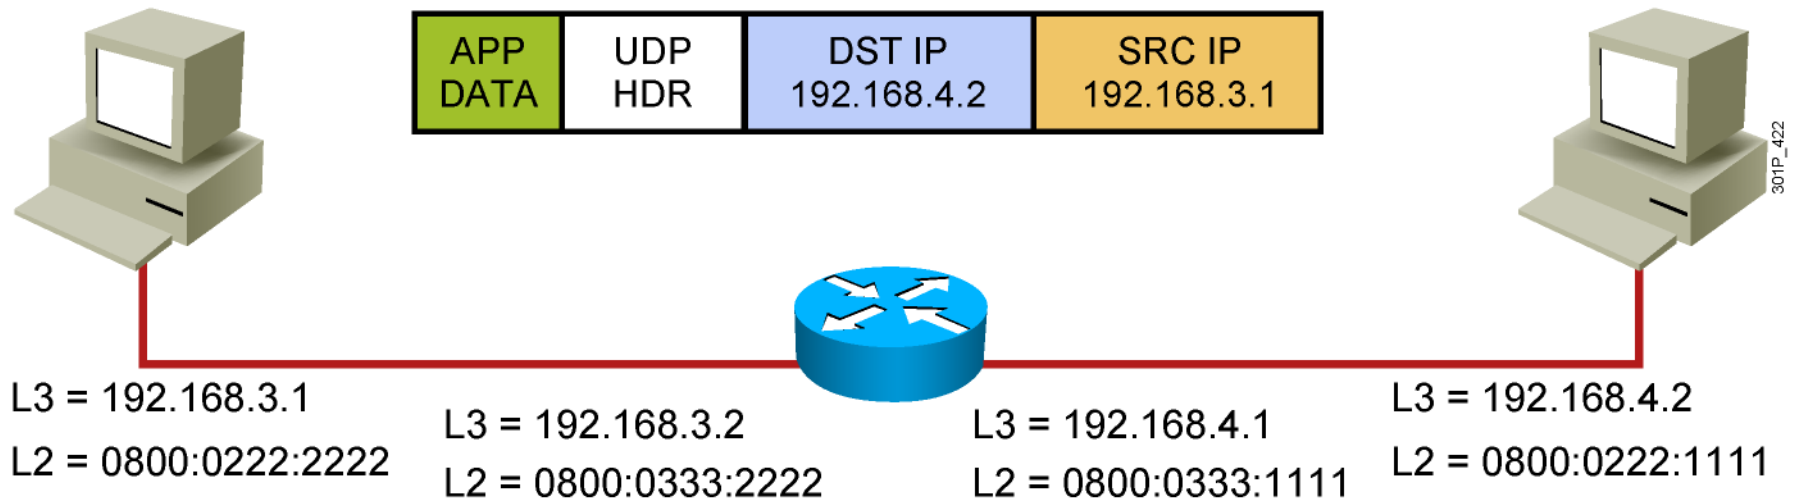 APP
DATA
UDP
HDR
DST IP
192.168.4.2
SRC IP
192.168.3.1
301P_422
L3 = 192.168.3.1
L2 = 0800:0222:2222
L3 = 192.168.3.2
L2 = 0800:0333:2222
L3 = 192.168.4.1
L2 = 0800:0333:1111
L3 = 192.168.4.2
L2 = 0800:0222:1111